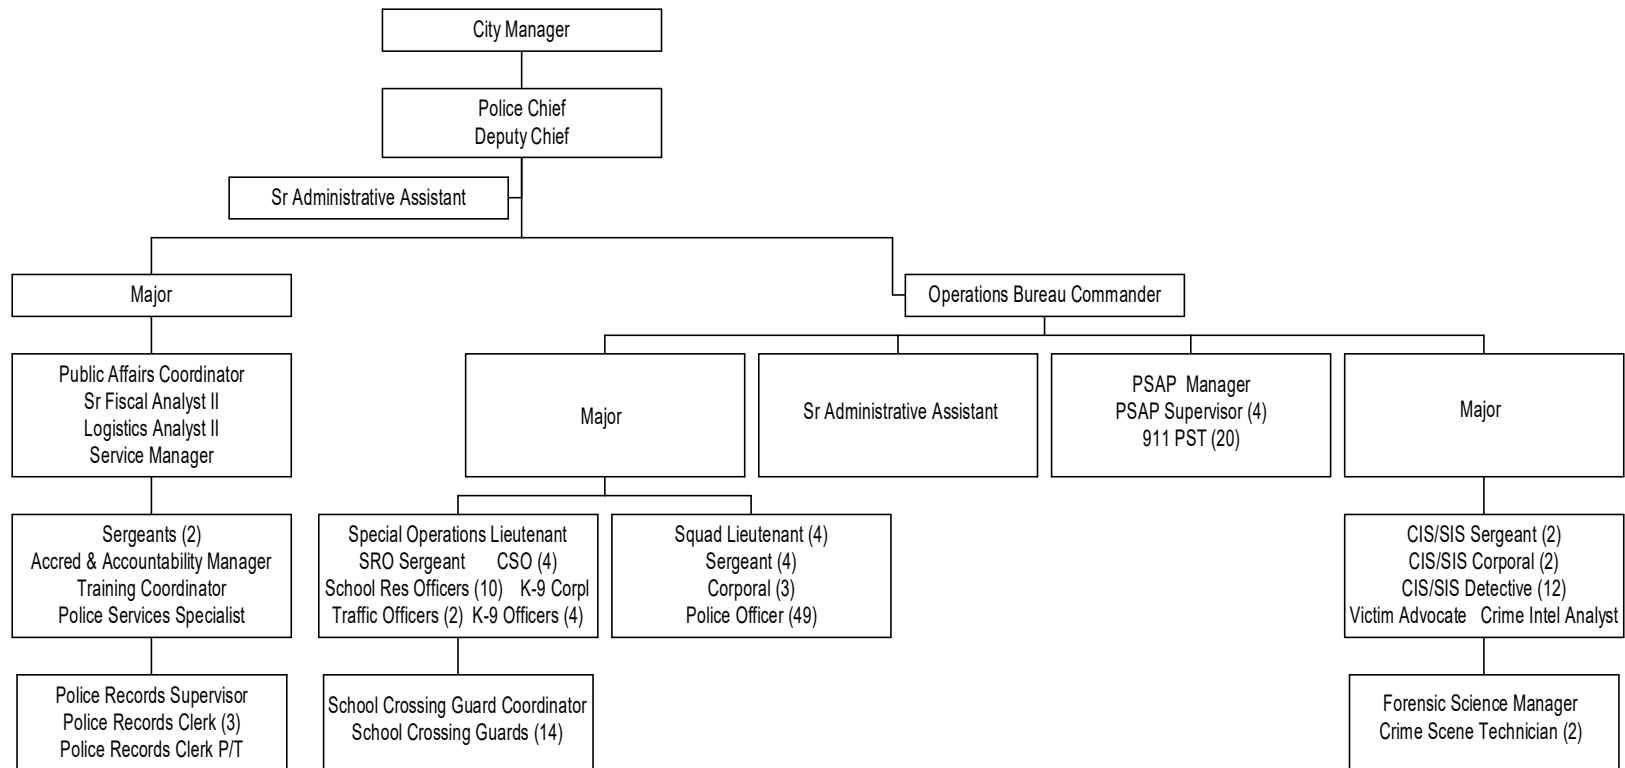 City Manager
Police Chief
Deputy Chief
Sr Administrative Assistant
Major
Operations Bureau Commander
Public Affairs Coordinator
Sr Fiscal Analyst II
Logistics Analyst II
Service Manager
Major
Sr Administrative Assistant
PSAP Manager
PSAP Supervisor (4)
911 PST (20)
Major
Sergeants (2)
Accred & Accountability Manager
Training Coordinator
Police Services Specialist
Special Operations Lieutenant
SRO Sergeant CSO (4)
School Res Officers (10) K-9 Corpl
Traffic Officers (2) K-9 Officers (4)
Squad Lieutenant (4)
Sergeant (4)
Corporal (3)
Police Officer (49)
CIS/SIS Sergeant (2)
CIS/SIS Corporal (2)
CIS/SIS Detective (12)
Victim Advocate Crime Intel Analyst
Police Records Supervisor
Police Records Clerk (3)
Police Records Clerk P/T
School Crossing Guard Coordinator
School Crossing Guards (14)
Forensic Science Manager
Crime Scene Technician (2)